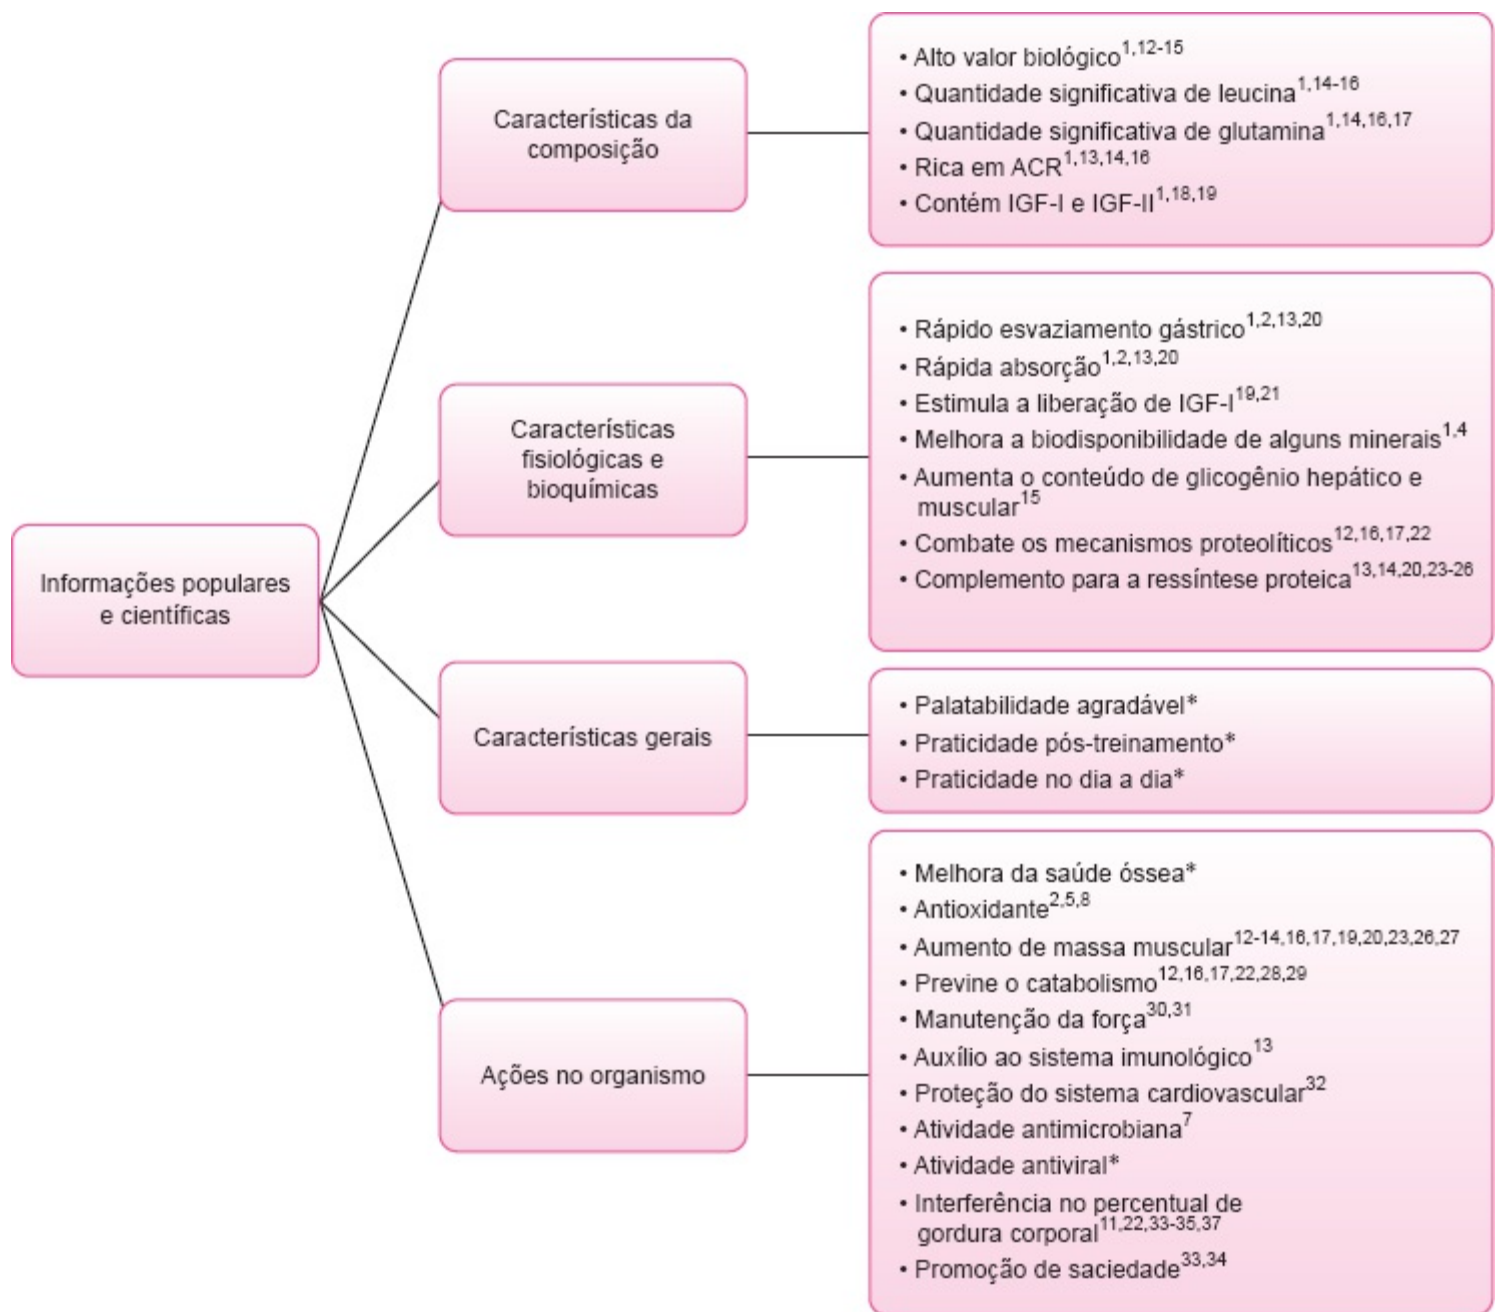 Informações populares
e científicas
Características da
composição
• Alto valor biológico1,12-15
• Quantidade significativa de leucina1,14-16
• Quantidade significativa de glutamina1,14,16,17
• Rica em ACR1,13,14,16
• Contém IGF-I e IGF-II1,18,19
Características
fisiológicas e
bioquímicas
• Rápido esvaziamento gástrico1,2,13,20
• Rápida absorção1,2,13,20
• Estimula a liberação de IGF-I19,21
• Melhora a biodisponibilidade de alguns minerais1,4
• Aumenta o conteúdo de glicogênio hepático e
muscular15
• Combate os mecanismos proteolíticos12,16,17,22
• Complemento para a ressíntese proteica13,14,20,23-26
Características gerais
• Palatabilidade agradável*
• Praticidade pós-treinamento*
• Praticidade no dia a dia*
Ações no organismo
• Melhora da saúde óssea*
• Antioxidante2,5,8
• Aumento de massa muscular12-14,16,17,19,20,23,26,27
• Previne o catabolismo12,16,17,22,28,29
• Manutenção da força30,31
• Auxílio ao sistema imunológico13
• Proteção do sistema cardiovascular32
• Atividade antimicrobiana7
• Atividade antiviral*
• Interferência no percentual de
gordura corporal11,22,33-35,37
• Promoção de saciedade33,34